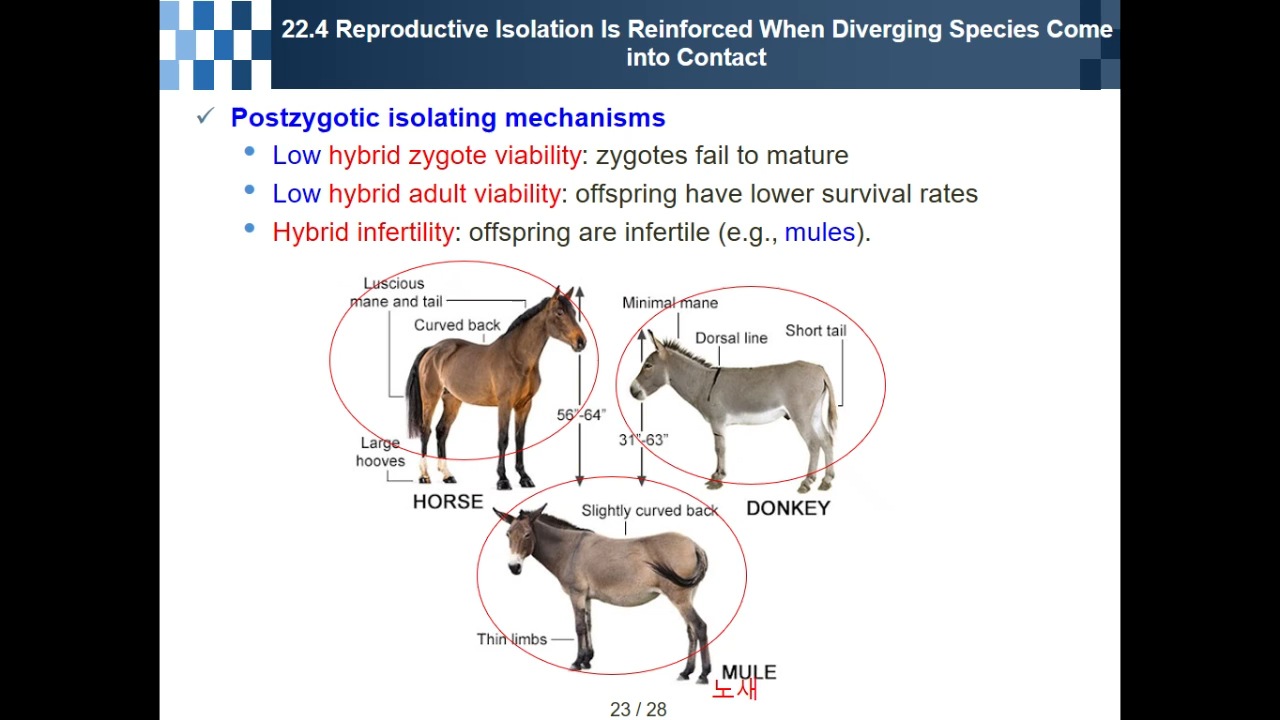 22.4 Reproductive Isolation Is Reinforced When Diverging Species Come
into Contact
✓ Postzygotic isolating mechanisms
• Low hybrid zygote viability: zygotes fail to mature
• Low hybrid adult viability: offspring have lower survival rates
• Hybrid infertility: offspring are infertile (e.g., mules).
Luscious
mane and tail
Curved back
56"-64"
Large
hooves
HORSE
Minimal mane
Dorsal line
Short tail
31"-63"
DONKEY
Slightly curved back
Thin limbs
MULE
노새
23 / 28